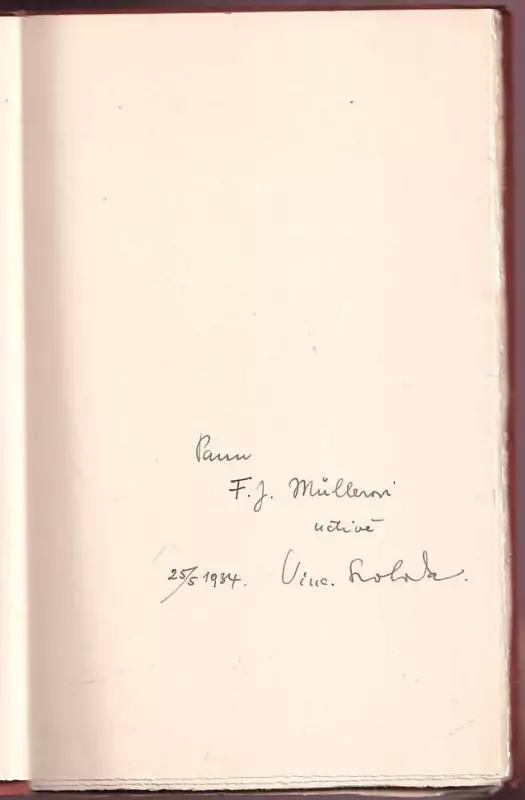 Panu
F. J. Müllerovi
uctivě
25/5 1934. Vinc.